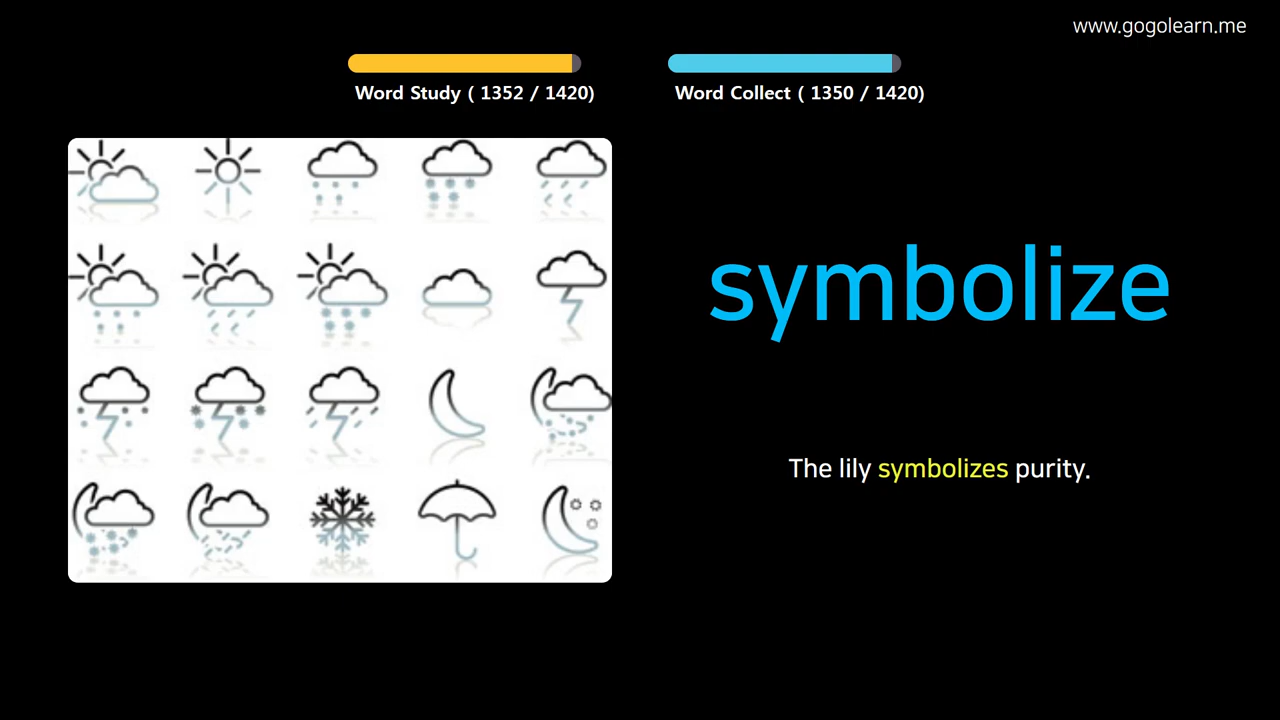 www.gogolearn.me
Word Study ( 1352 / 1420)
Word Collect ( 1350 / 1420)
symbolize
The lily symbolizes purity.